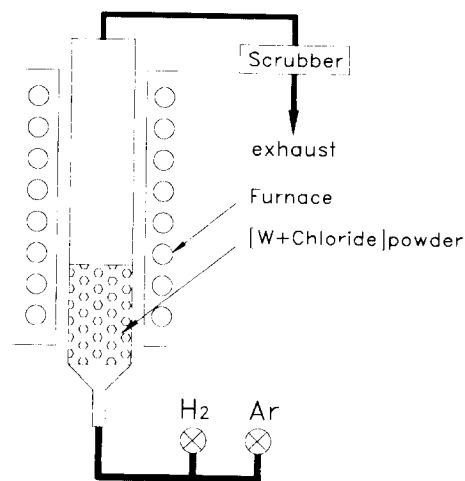 Scrubber
exhaust
Furnace
[W+Chloride]powder
H2 Ar